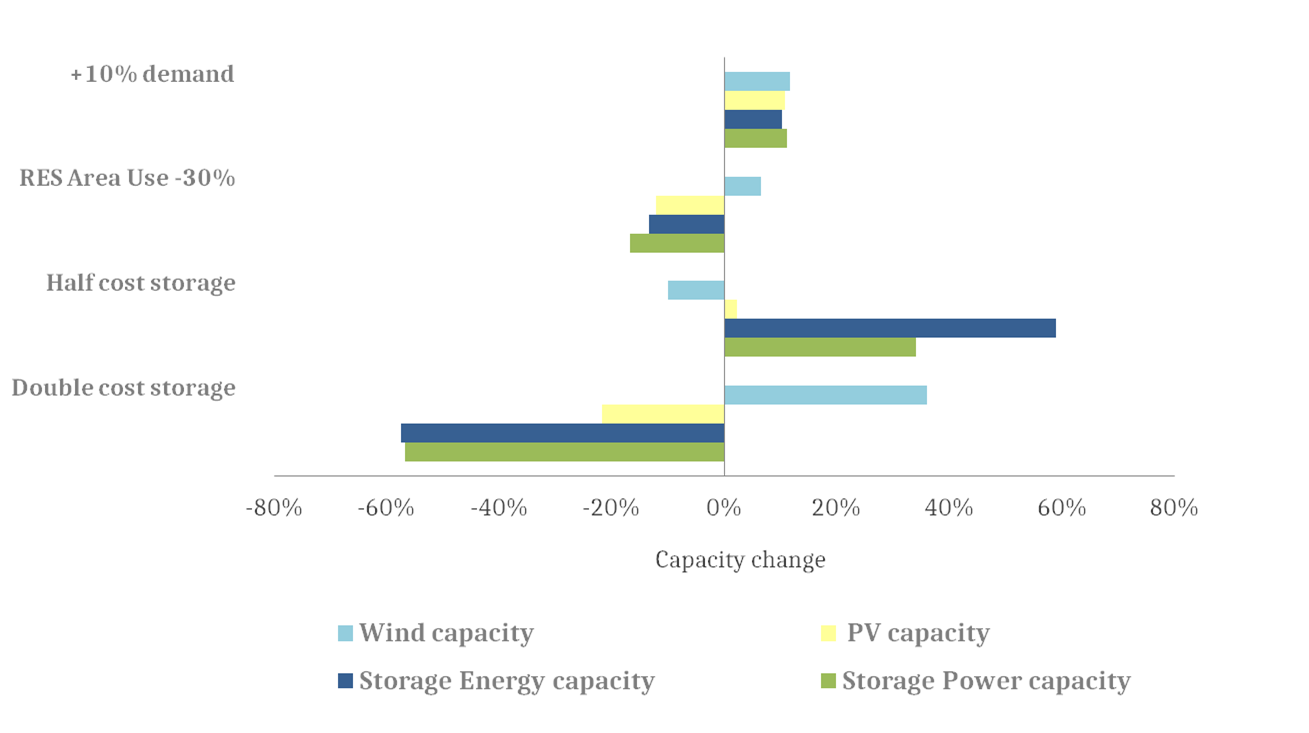 +10% demand
RES Area Use -30%
Half cost storage
Double cost storage
-80% -60% -40% -20% 0% 20% 40% 60% 80%
Capacity change
Wind capacity PV capacity
Storage Energy capacity Storage Power capacity